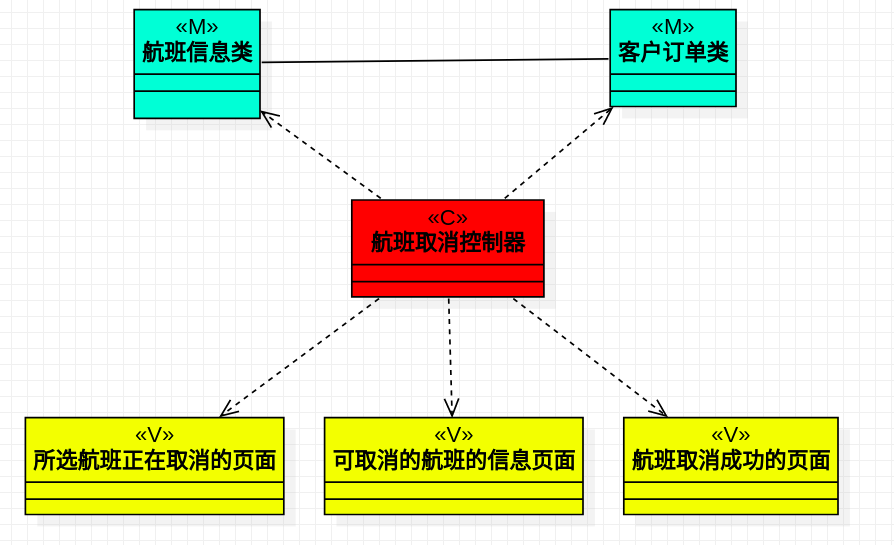 «M»
航班信息类
«M»
客户订单类
«C»
航班取消控制器
«V»
所选航班正在取消的页面
«V»
可取消的航班的信息页面
«V»
航班取消成功的页面